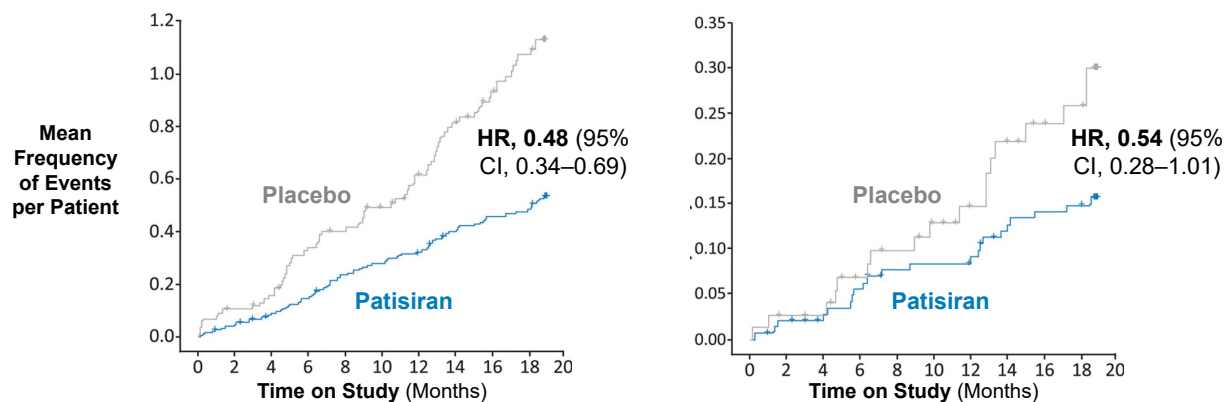 Mean
Frequency
of Events
per Patient
1.2
1.0
0.8
0.6
0.4
0.2
0.0
HR, 0.48 (95%
CI, 0.34–0.69)
Placebo
Patisiran
0 2 4 6 8 10 12 14 16 18 20
Time on Study (Months)
0.35
0.30
0.25
0.20
0.15
0.10
0.05
0.00
HR, 0.54 (95%
CI, 0.28–1.01)
Placebo
Patisiran
0 2 4 6 8 10 12 14 16 18 20
Time on Study (Months)